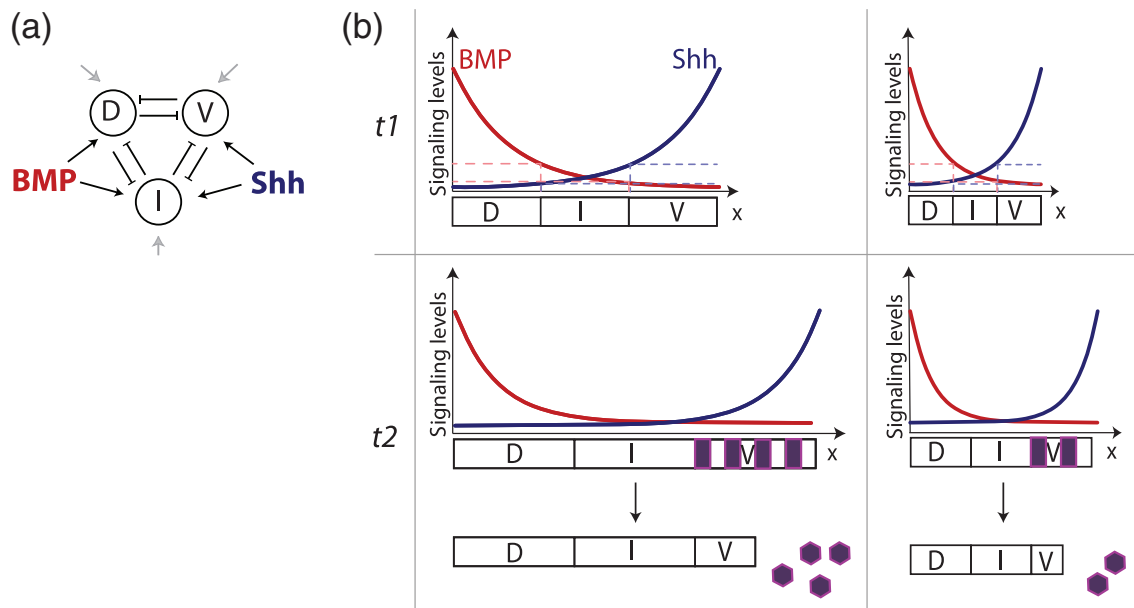 (a)
D V
BMP Shh
I
(b)
t1
Signaling levels
BMP Shh
D I V x
Signaling levels
D I V x
t2
Signaling levels
D I V x
D I V
Signaling levels
D I V x
D I V